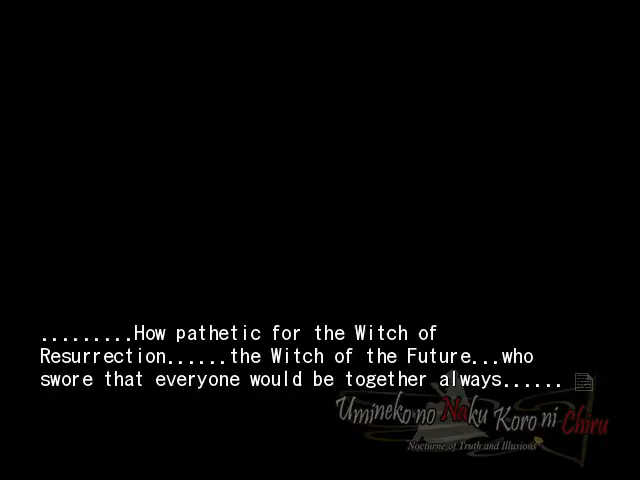 .........How pathetic for the Witch of
Resurrection......the Witch of the Future...who
swore that everyone would be together always......
Umineko no Naku Koro ni Chiru
Nocturne of Truth and Illusions